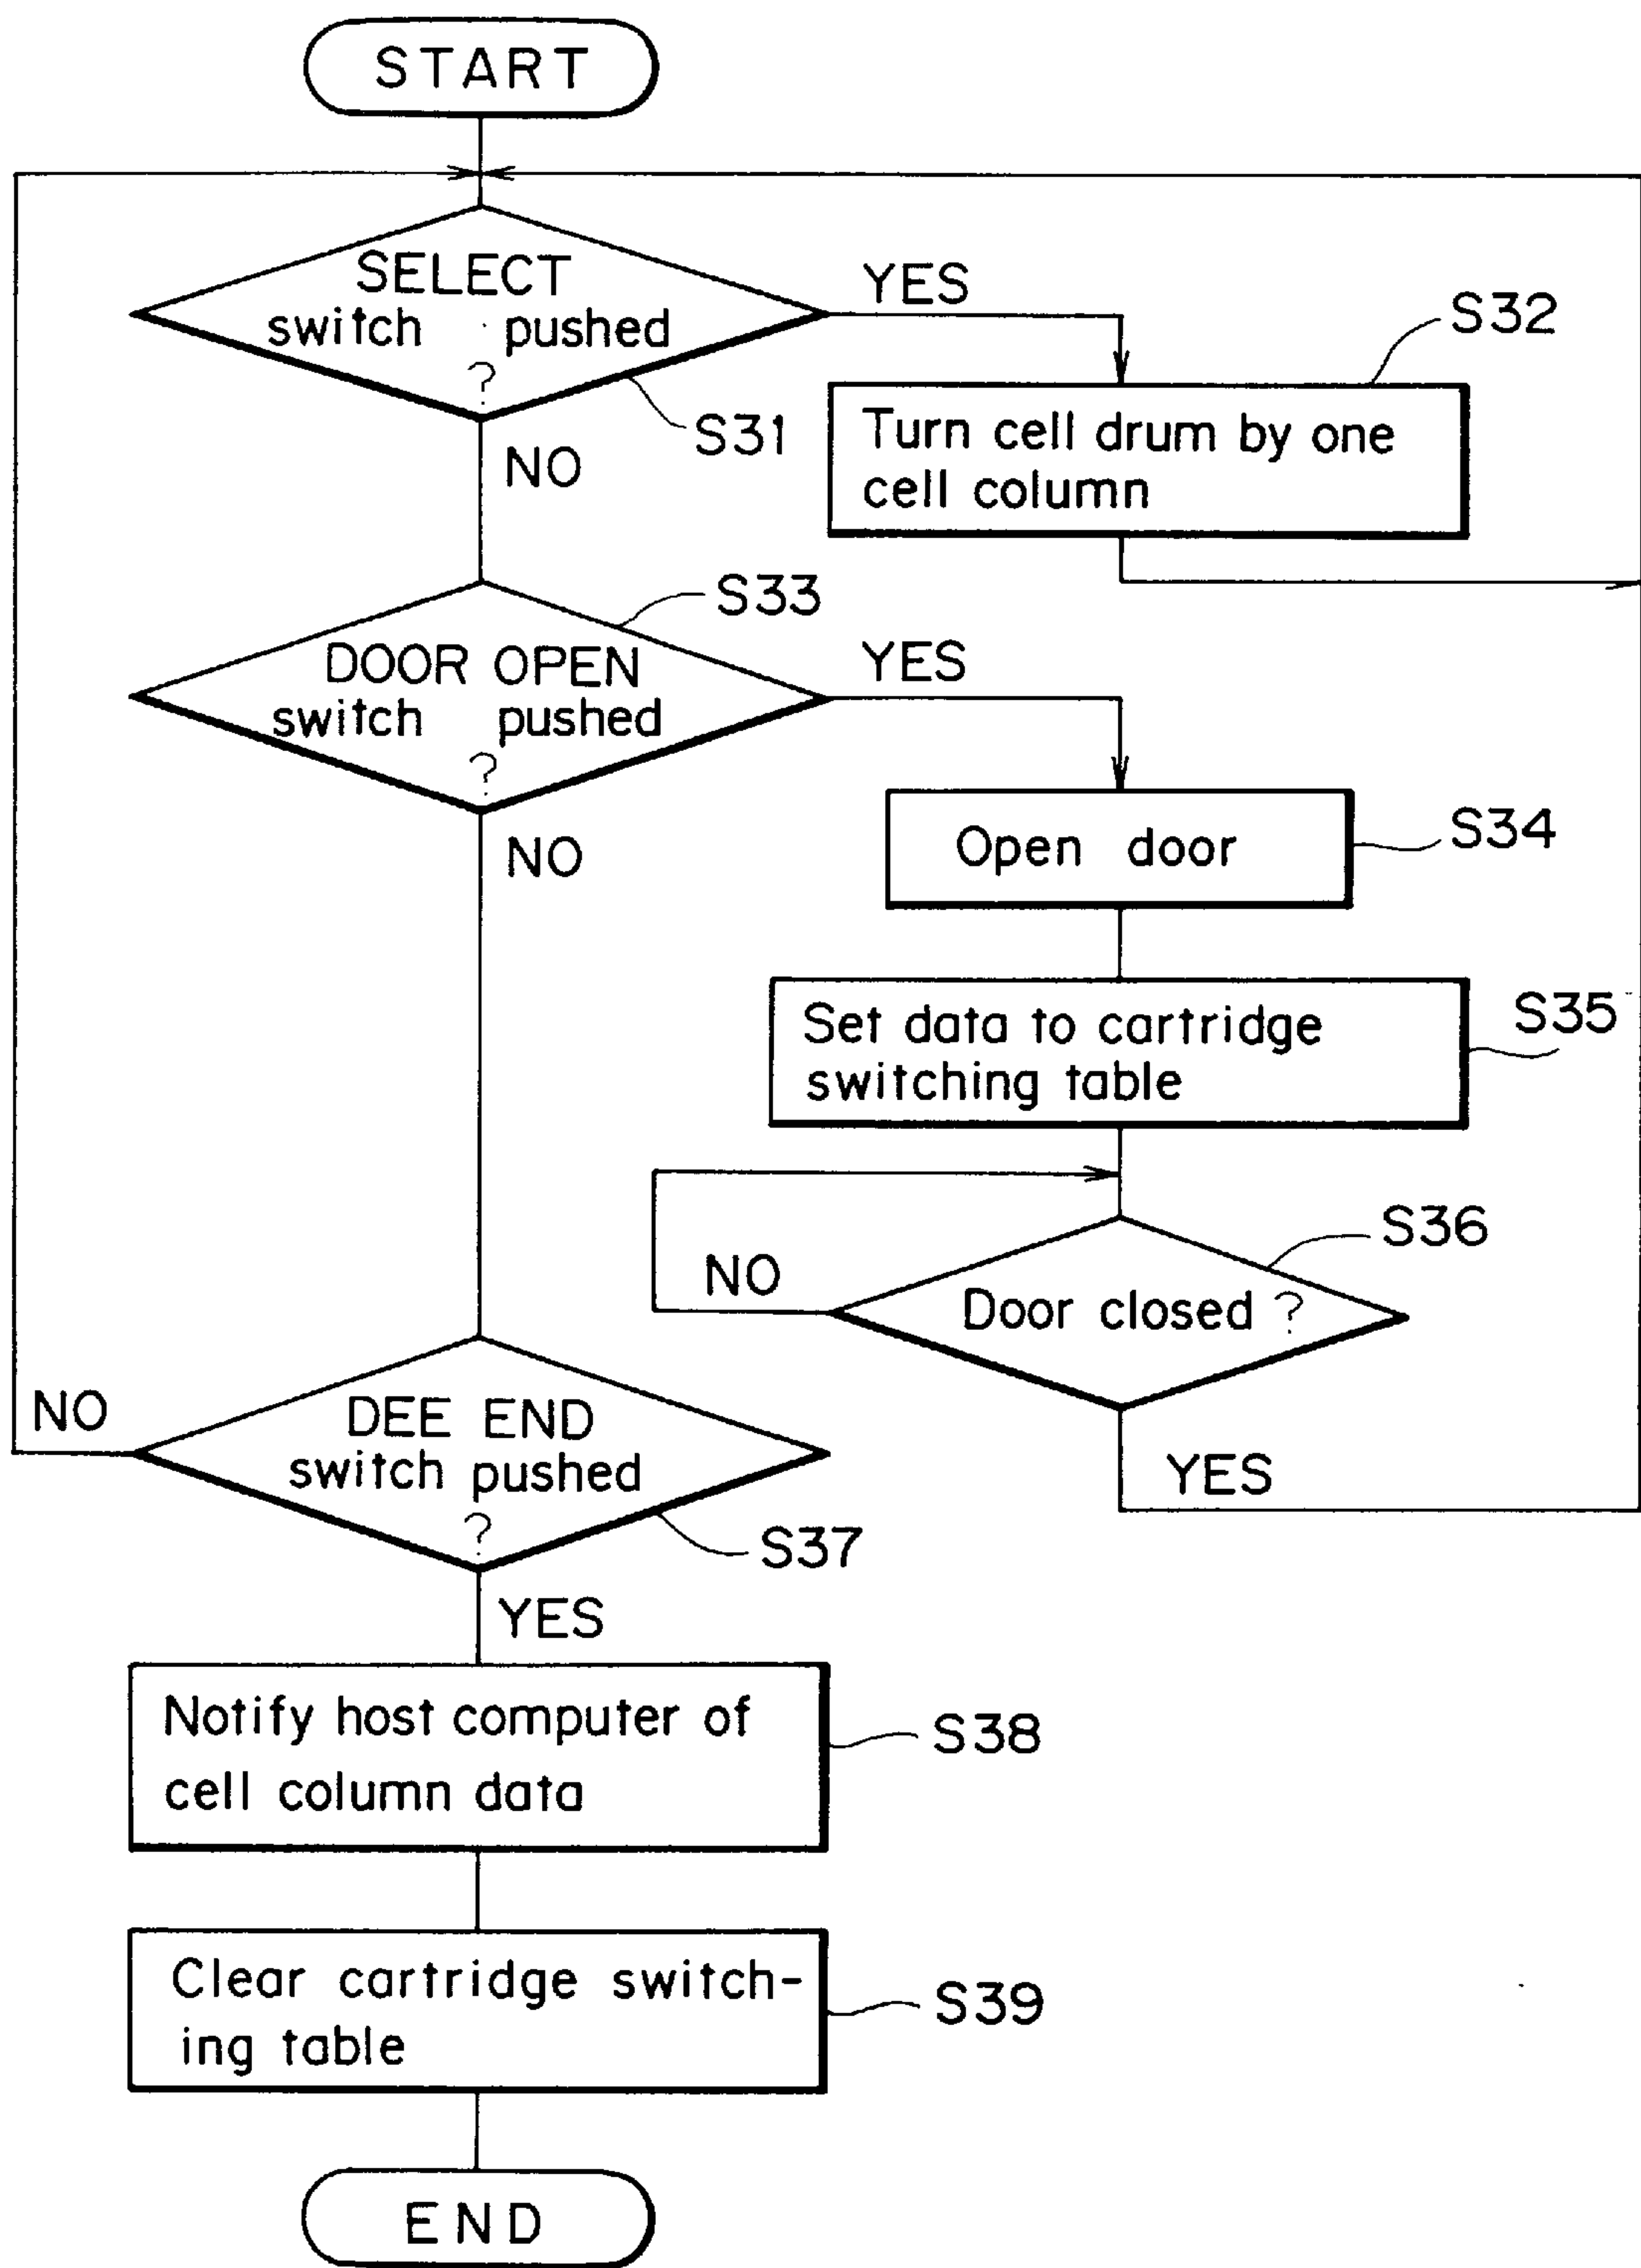 START
SELECT
switch pushed
?
YES
S31
NO
S32
Turn cell drum by one
cell column
S33
DOOR OPEN
switch pushed
?
YES
NO
Open door
S34
Set data to cartridge
switching table
S35
S36
NO
Door closed ?
YES
NO
DEE END
switch pushed
?
S37
YES
Notify host computer of
cell column data
S38
Clear cartridge switch-
ing table
S39
END